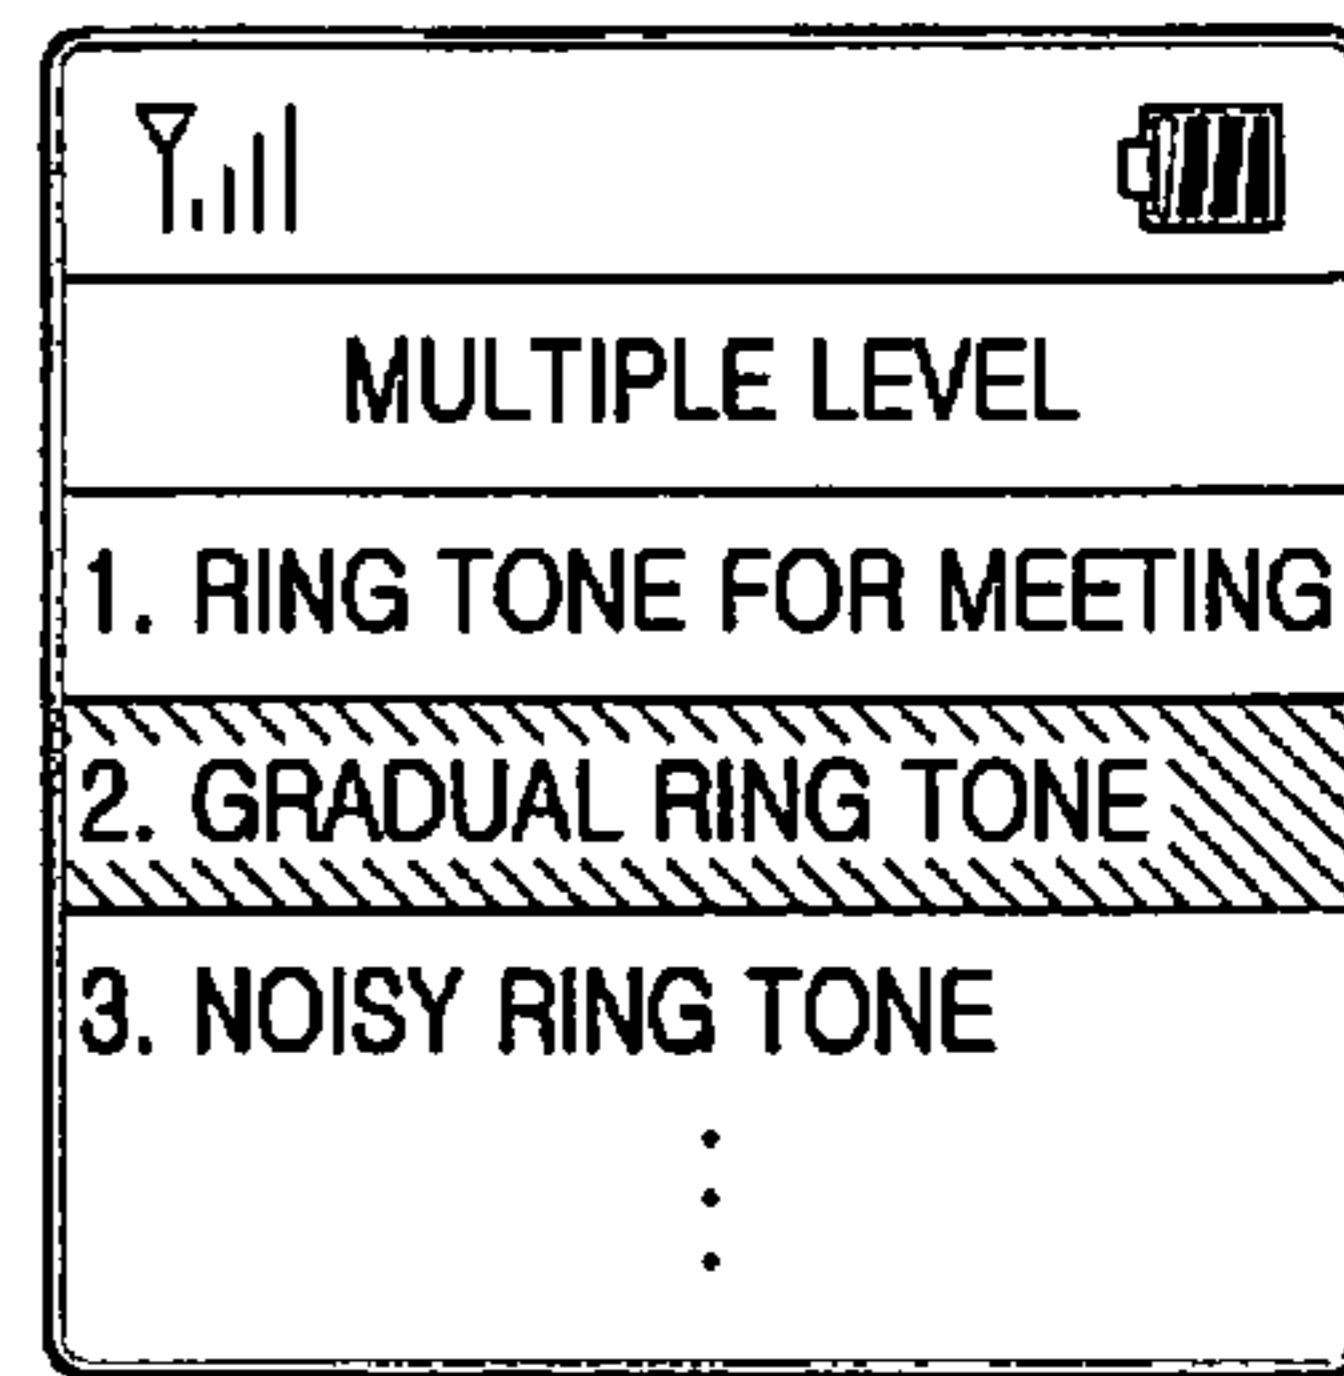 MULTIPLE LEVEL
1. RING TONE FOR MEETING
2. GRADUAL RING TONE
3. NOISY RING TONE